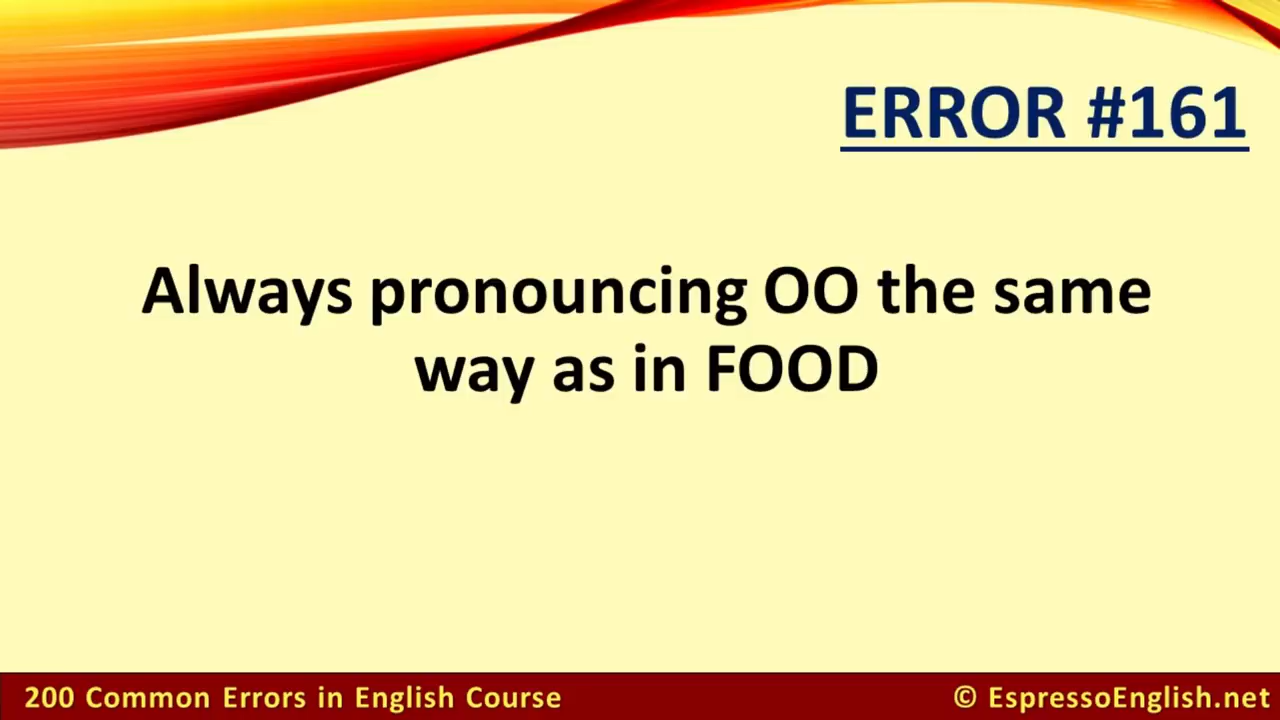 ERROR #161
Always pronouncing OO the same
way as in FOOD
200 Common Errors in English Course
© EspressoEnglish.net